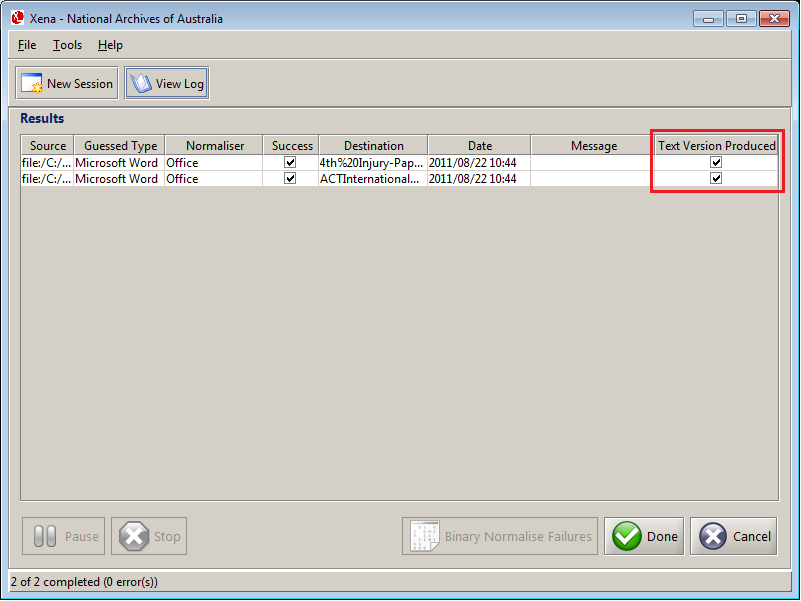 Xena - National Archives of Australia
File Tools Help
New Session View Log
Results
Source Guessed Type Normaliser Success Destination Date Message Text Version Produced
file:/C:/... Microsoft Word Office 4th%20Injury-Pap... 2011/08/22 10:44
file:/C:/... Microsoft Word Office ACTInternational... 2011/08/22 10:44
Pause Stop Binary Normalise Failures Done Cancel
2 of 2 completed (0 error(s))